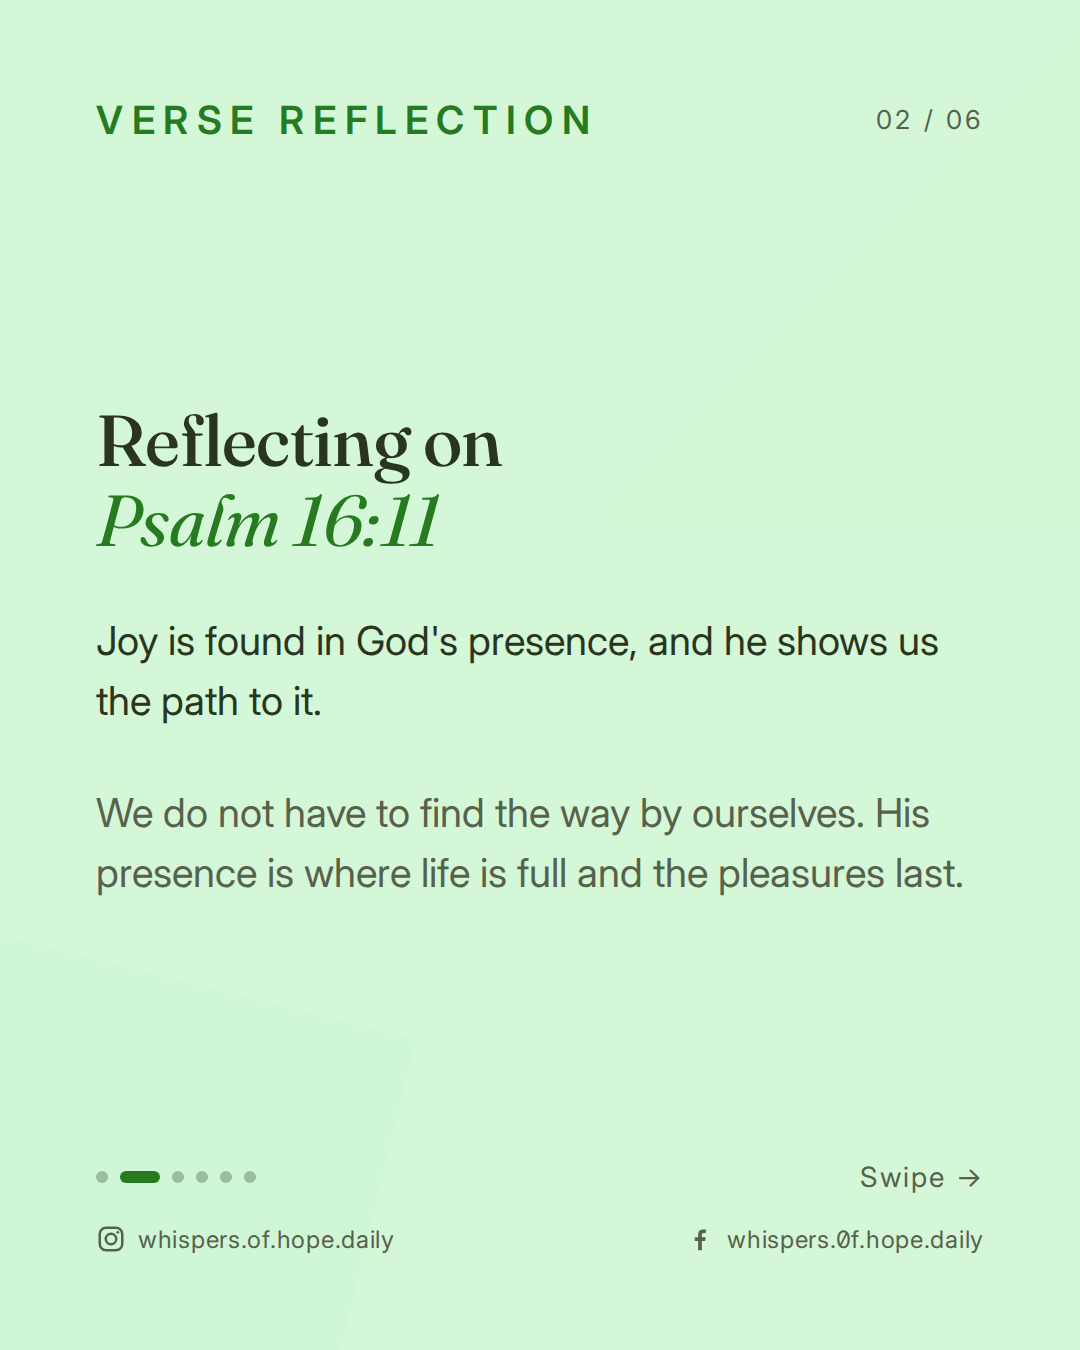 VERSE REFLECTION
02 / 06
Reflecting on
Psalm 16:11
Joy is found in God's presence, and he shows us
the path to it.
We do not have to find the way by ourselves. His
presence is where life is full and the pleasures last.
Swipe →
whispers.of.hope.daily
whispers.0f.hope.daily